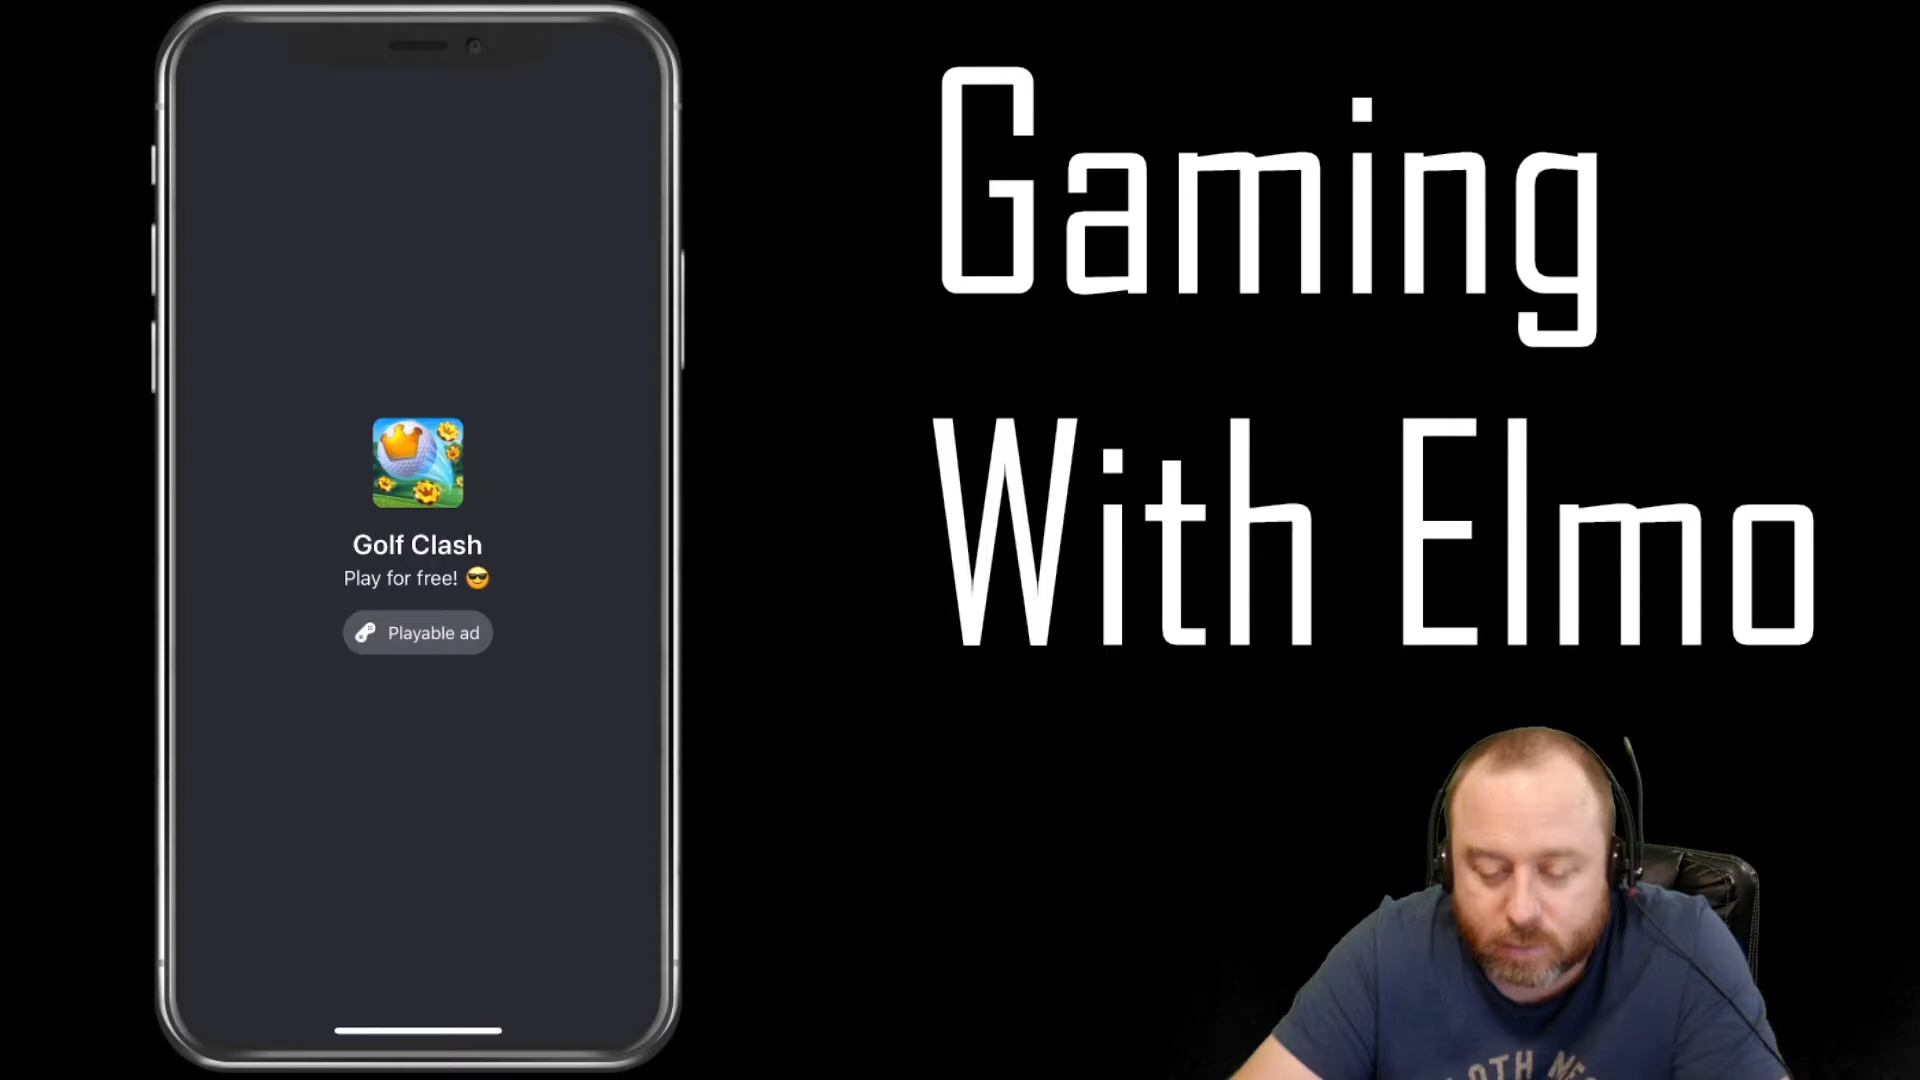 Golf Clash
Play for free! 😎
Playable ad
Gaming
With Elmo